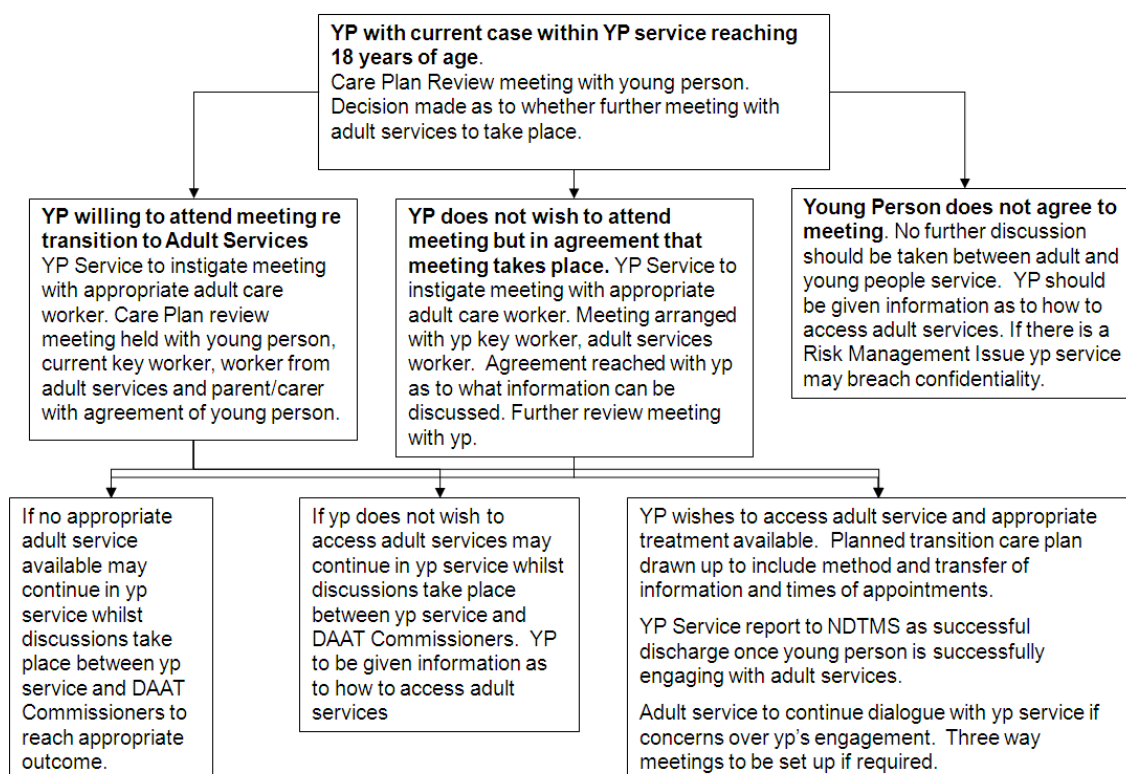 YP with current case within YP service reaching
18 years of age.
Care Plan Review meeting with young person.
Decision made as to whether further meeting with
adult services to take place.
YP willing to attend meeting re
transition to Adult Services
YP Service to instigate meeting
with appropriate adult care
worker. Care Plan review
meeting held with young person,
current key worker, worker from
adult services and parent/carer
with agreement of young person.
YP does not wish to attend
meeting but in agreement that
meeting takes place. YP Service to
instigate meeting with appropriate
adult care worker. Meeting arranged
with yp key worker, adult services
worker. Agreement reached with yp
as to what information can be
discussed. Further review meeting
with yp.
Young Person does not agree to
meeting. No further discussion
should be taken between adult and
young people service. YP should
be given information as to how to
access adult services. If there is a
Risk Management Issue yp service
may breach confidentiality.
If no appropriate
adult service
available may
continue in yp
service whilst
discussions take
place between yp
service and DAAT
Commissioners to
reach appropriate
outcome.
If yp does not wish to
access adult services may
continue in yp service whilst
discussions take place
between yp service and
DAAT Commissioners. YP
to be given information as
to how to access adult
services
YP wishes to access adult service and appropriate
treatment available. Planned transition care plan
drawn up to include method and transfer of
information and times of appointments.
YP Service report to NDTMS as successful
discharge once young person is successfully
engaging with adult services.
Adult service to continue dialogue with yp service if
concerns over yp's engagement. Three way
meetings to be set up if required.